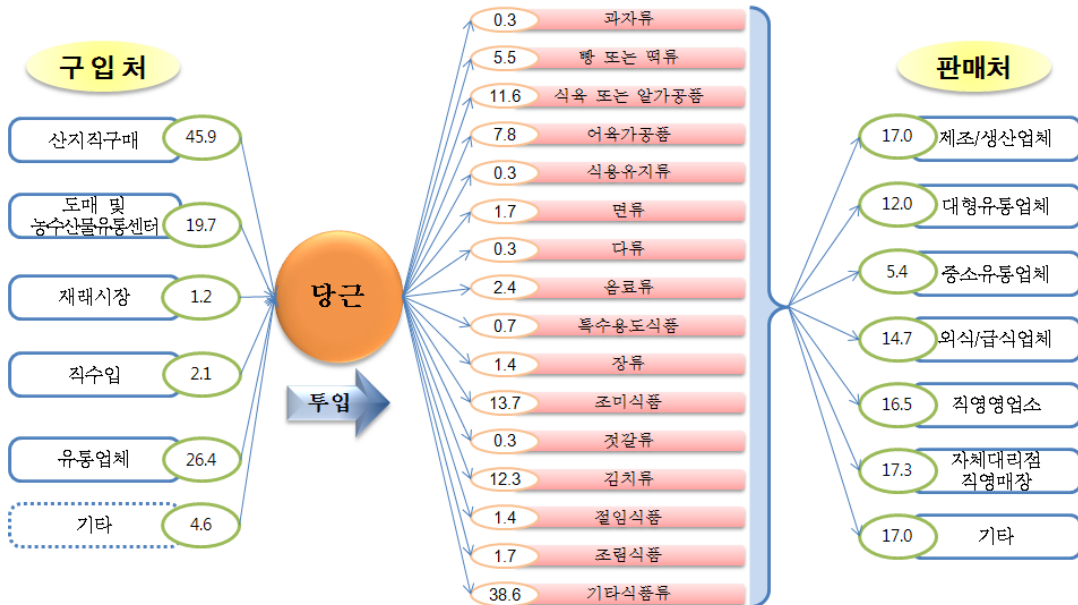 구입처
산지직구매 45.9
도매 및
농수산물유통센터 19.7
재래시장 1.2
직수입 2.1
유통업체 26.4
기타 4.6
당근
투입
0.3 과자류
5.5 빵 또는 떡류
11.6 식육 또는 알가공품
7.8 어육가공품
0.3 식용유지류
1.7 면류
0.3 다류
2.4 음료류
0.7 특수용도식품
1.4 장류
13.7 조미식품
0.3 젓갈류
12.3 김치류
1.4 절임식품
1.7 조림식품
38.6 기타식품류
판매처
17.0 제조/생산업체
12.0 대형유통업체
5.4 중소유통업체
14.7 외식/급식업체
16.5 직영영업소
17.3 자체대리점
직영매장
17.0 기타